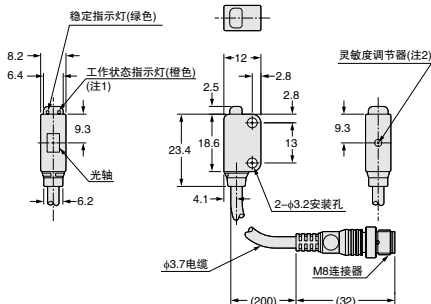 稳定指示灯(绿色)
8.2
6.4
工作状态指示灯(橙色)
(注1)
12
2.8
灵敏度调节器(注2)
2.5
2.8
9.3
23.4
18.6
13
9.3
光轴
4.1
6.2
2-φ3.2安装孔
φ3.7电缆
M8连接器
(200)
(32)